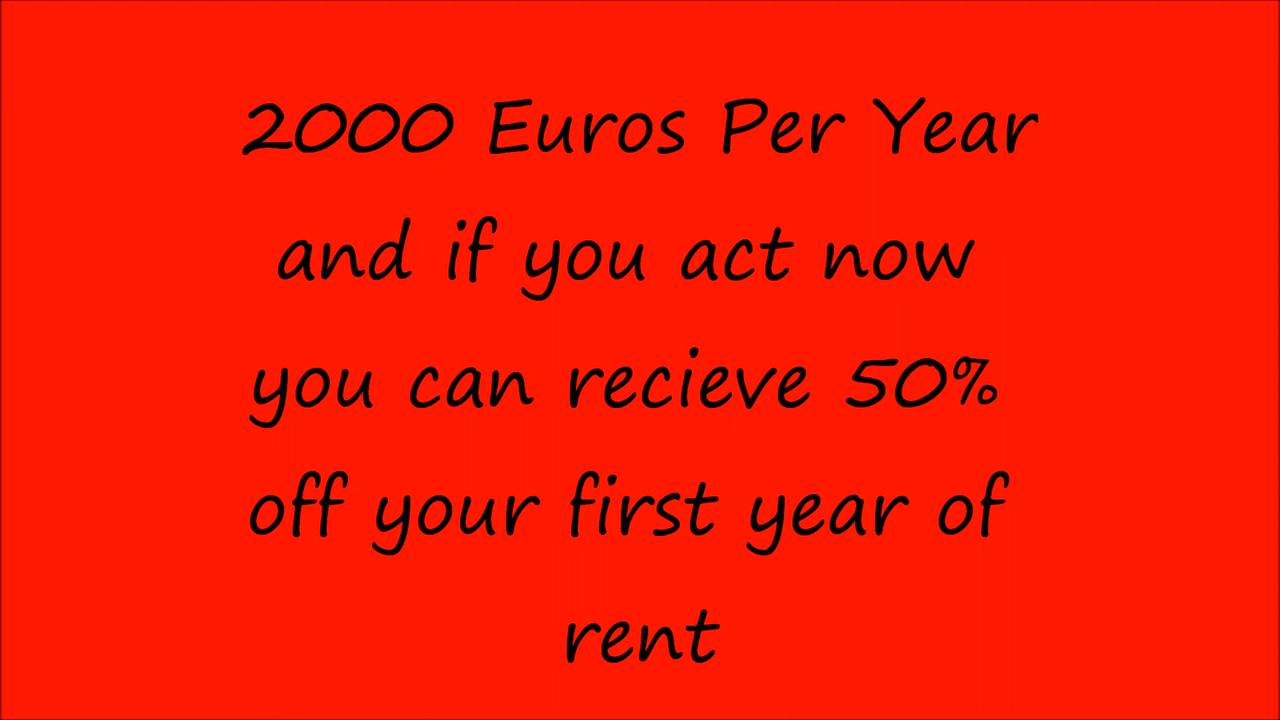 2000 Euros Per Year
and if you act now
you can recieve 50%
off your first year of
rent